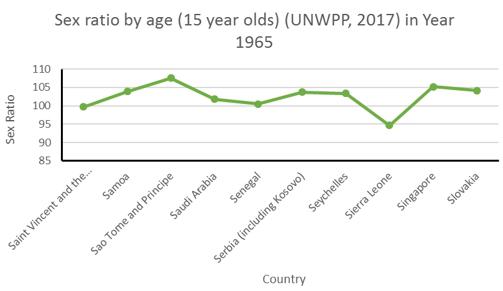 Sex ratio by age (15 year olds) (UNWPP, 2017) in Year
1965
110
105
100
95
90
85
Sex Ratio
Saint Vincent and the...
Samoa
Sao Tome and Principe
Saudi Arabia
Senegal
Serbia (including Kosovo)
Seychelles
Sierra Leone
Singapore
Slovakia
Country